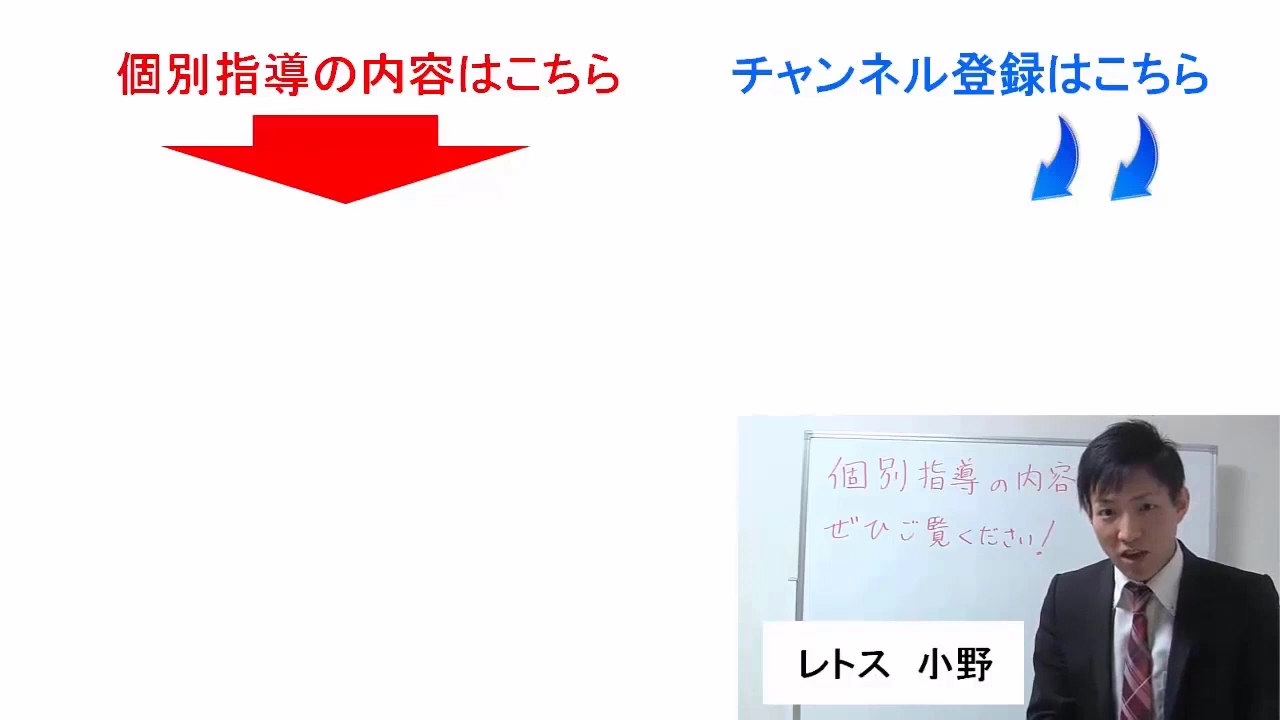 個別指導の内容はこちら
チャンネル登録はこちら
個別指導の内容
ぜひご覧ください!
レトス 小野